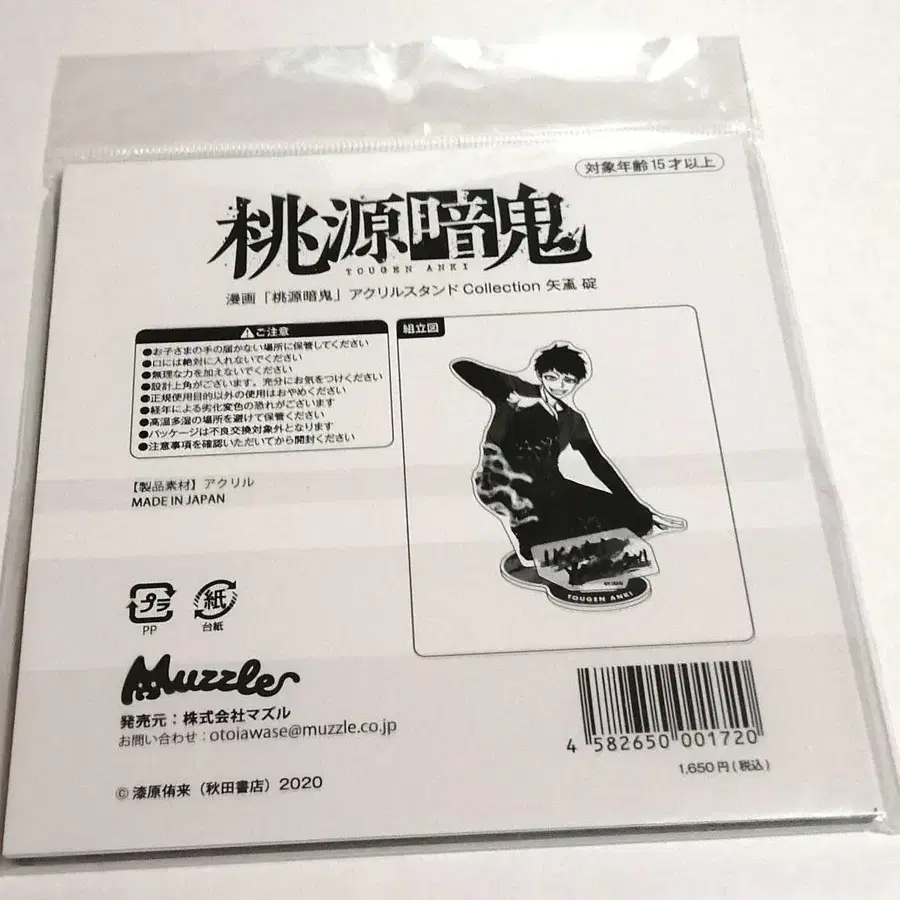 対象年齢15才以上
桃源暗鬼
TOUGEN ANKI
漫画「桃源暗鬼」アクリルスタンドCollection 矢颪 碇
⚠ご注意
●お子さまの手の届かない場所に保管してください
●口には絶対に入れないでください
●無理な力を加えないでください
●設計上角がございます。充分にお気をつけください
●正規使用目的以外の使用はおやめください
●経年による劣化変色の恐れがございます
●高温多湿の場所を避けて保管ください
●パッケージは不良交換対象外となります
●注意事項を確認いただいてから開封ください
組立図
TOUGEN ANKI
【製品素材】アクリル
MADE IN JAPAN
プラ
PP
紙
台紙
Muzzle
発売元:株式会社マズル
お問い合わせ:otoiawase@muzzle.co.jp
©漆原侑来(秋田書店)2020
4 582650 001720
1,650円(税込)